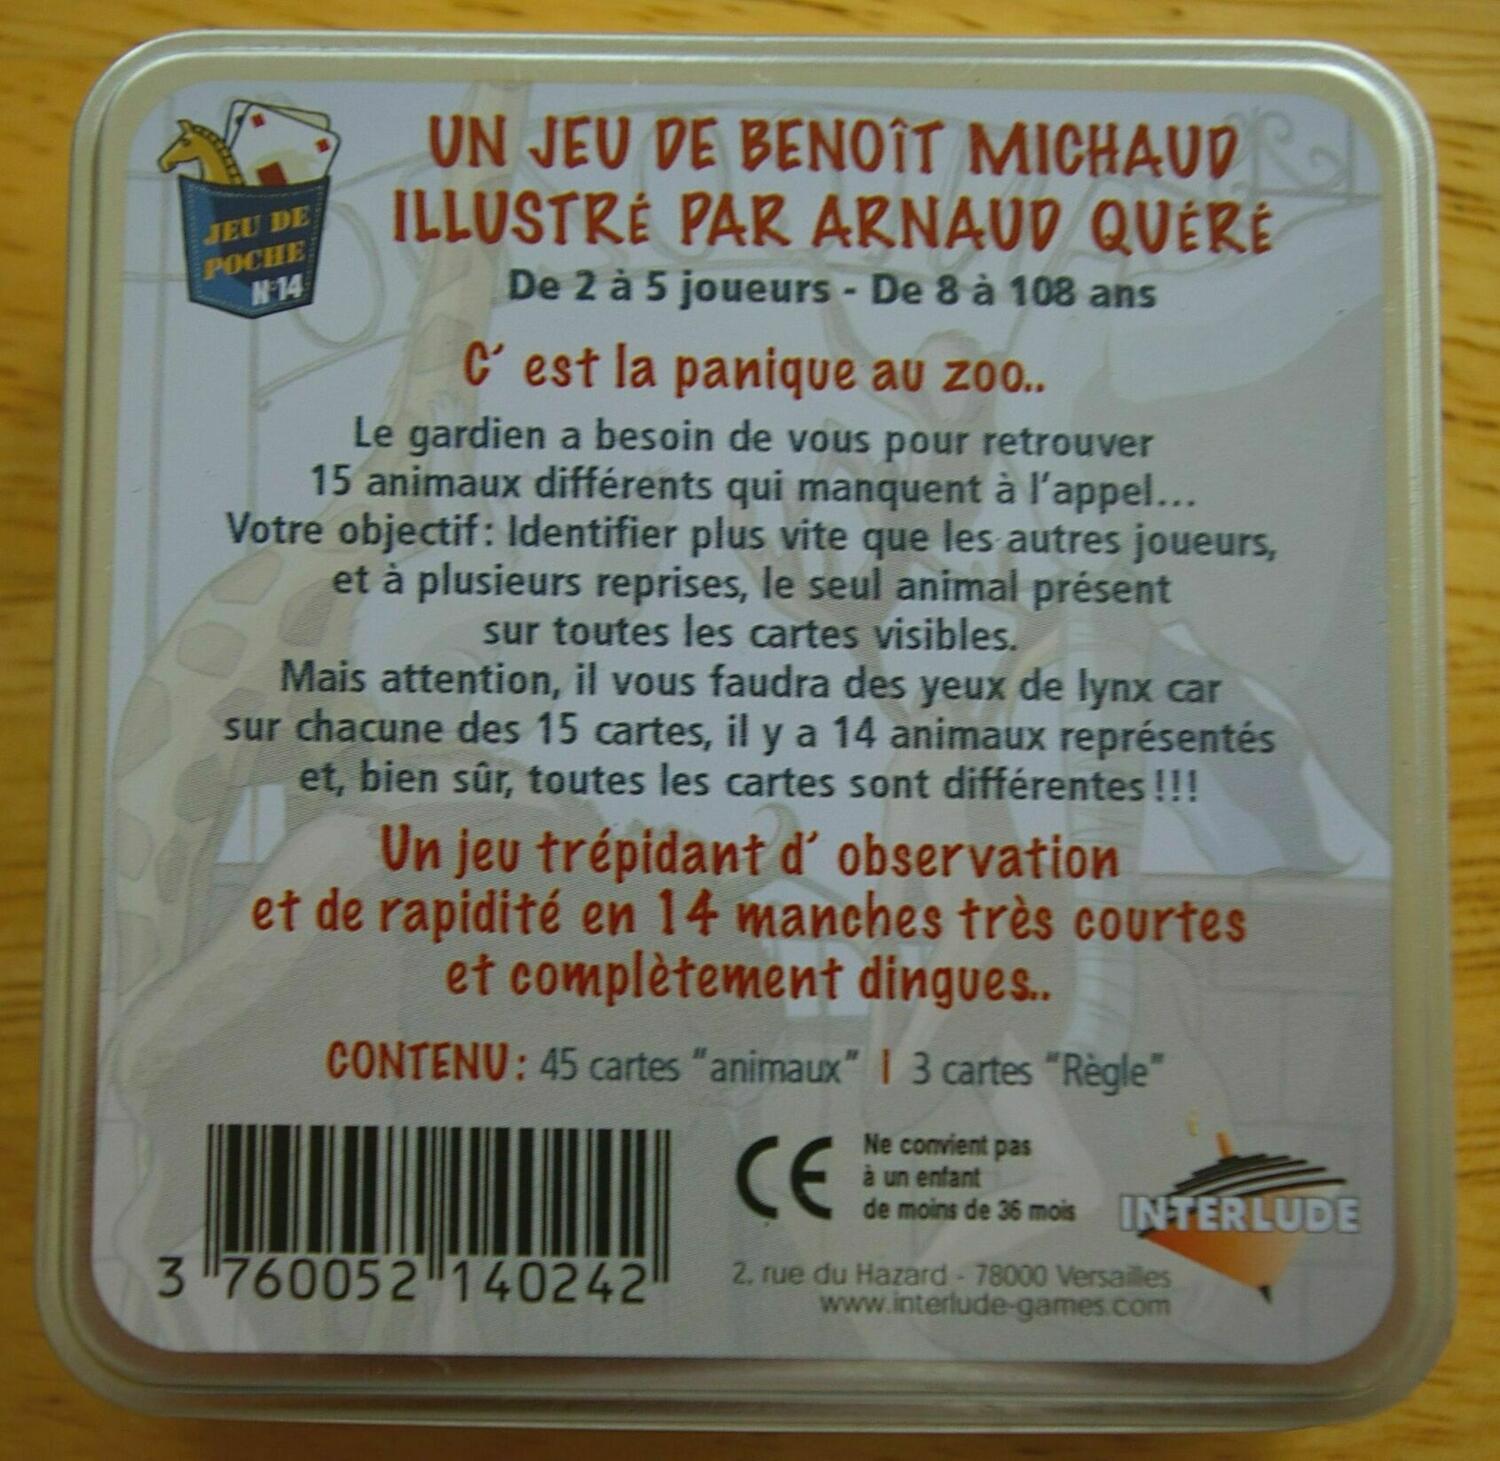 UN JEU DE BENOÎT MICHAUD
ILLUSTRÉ PAR ARNAUD QUÉRÉ
JEU DE
POCHE
N°14
De 2 à 5 joueurs - De 8 à 108 ans
C' est la panique au zoo..
Le gardien a besoin de vous pour retrouver
15 animaux différents qui manquent à l'appel...
Votre objectif: Identifier plus vite que les autres joueurs,
et à plusieurs reprises, le seul animal présent
sur toutes les cartes visibles.
Mais attention, il vous faudra des yeux de lynx car
sur chacune des 15 cartes, il y a 14 animaux représentés
et, bien sûr, toutes les cartes sont différentes !!!
Un jeu trépidant d' observation
et de rapidité en 14 manches très courtes
et complètement dingues..
CONTENU: 45 cartes "animaux" | 3 cartes "Règle"
CE
Ne convient pas
à un enfant
de moins de 36 mois
INTERLUDE
3 760052 140242
2, rue du Hazard - 78000 Versailles
www.interlude-games.com